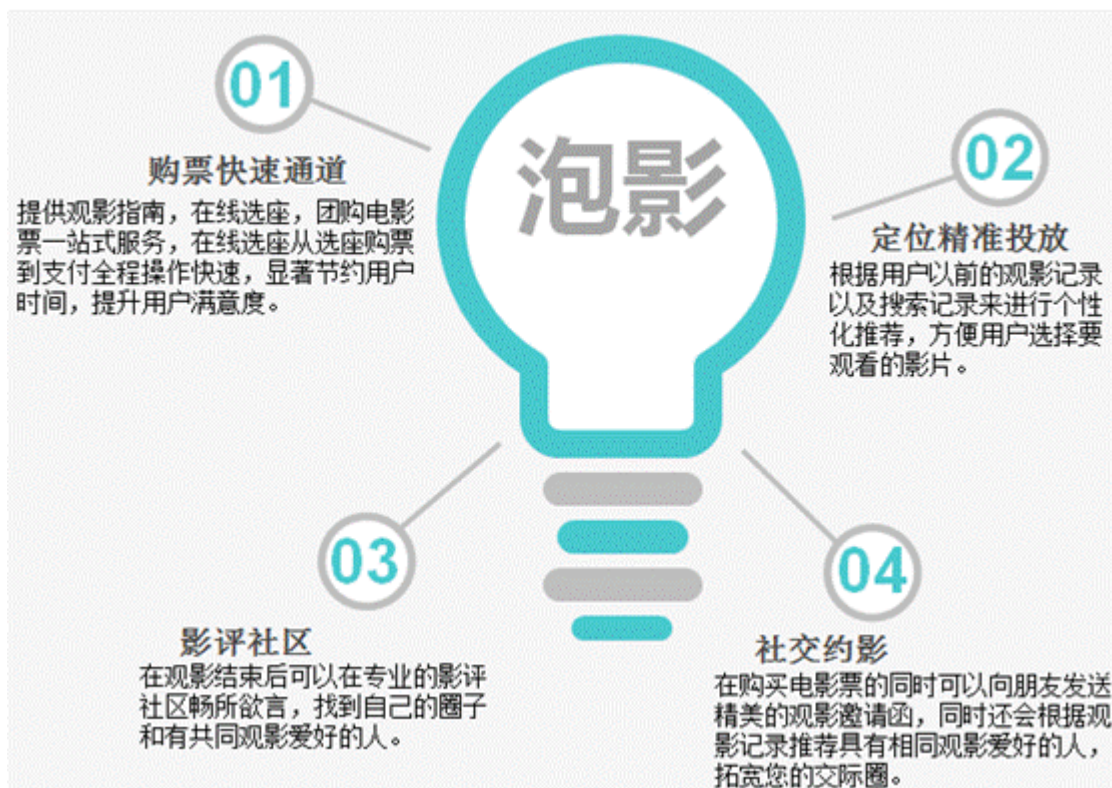 泡影
01
购票快速通道
提供观影指南，在线选座，团购电影
票一站式服务，在线选座从选座购票
到支付全程操作快速，显著节约用户
时间，提升用户满意度。
02
定位精准投放
根据用户以前的观影记录
以及搜索记录来进行个性
化推荐，方便用户选择要
观看的影片。
03
影评社区
在观影结束后可以在专业的影评
社区畅所欲言，找到自己的圈子
和有共同观影爱好的人。
04
社交约影
在购买电影票的同时可以向朋友发送
精美的观影邀请函，同时还会根据观
影记录推荐具有相同观影爱好的人，
拓宽您的交际圈。